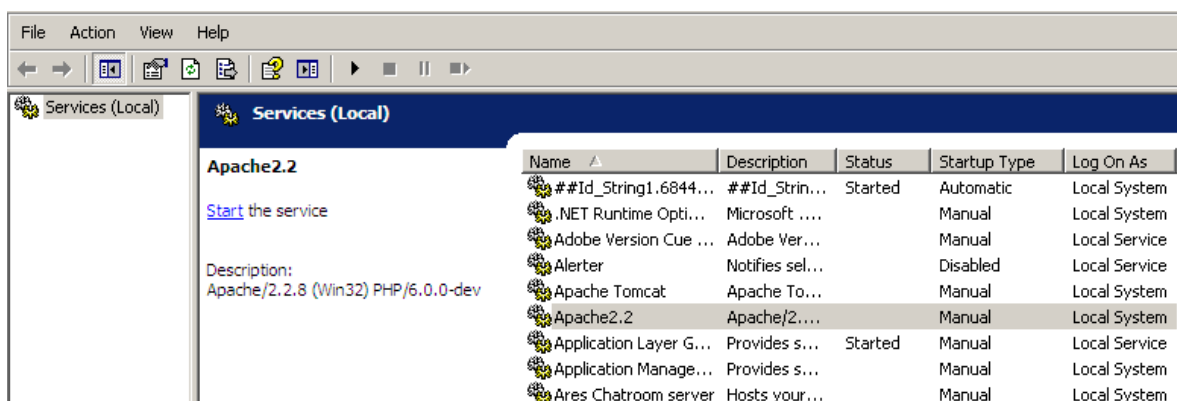 File Action View Help
Services (Local)
Services (Local)
Apache2.2
Start the service
Description:
Apache/2.2.8 (Win32) PHP/6.0.0-dev
Name Description Status Startup Type Log On As
##Id_String1.6844... ##Id_Strin... Started Automatic Local System
.NET Runtime Opti... Microsoft .... Manual Local System
Adobe Version Cue ... Adobe Ver... Manual Local Service
Alerter Notifies sel... Disabled Local Service
Apache Tomcat Apache To... Manual Local System
Apache2.2 Apache/2.... Manual Local System
Application Layer G... Provides s... Started Manual Local Service
Application Manage... Provides s... Manual Local System
Ares Chatroom server Hosts your... Manual Local System